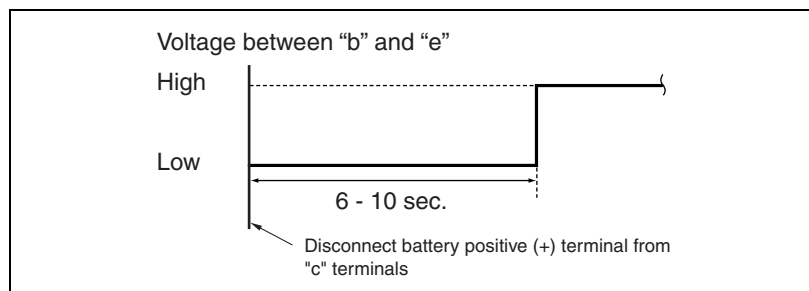 Voltage between “b” and “e”
High
Low
6 - 10 sec.
Disconnect battery positive (+) terminal from
"c" terminals